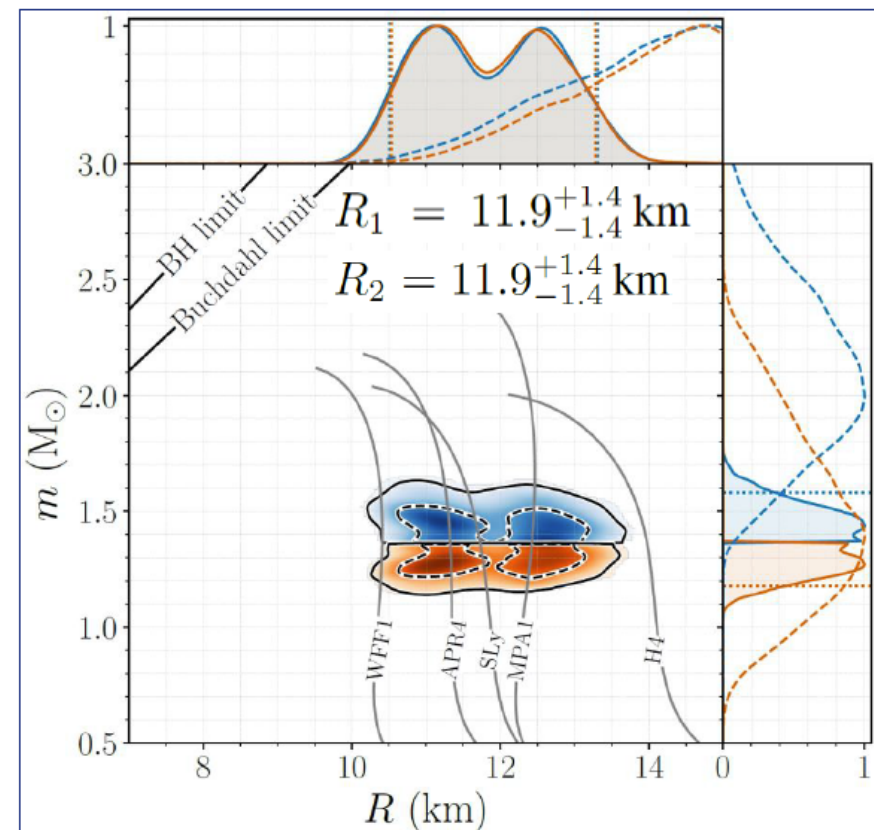 1
3.0
BH limit
Buchdahl limit
R₁ = 11.9⁺¹·⁴₋₁.₄ km
R₂ = 11.9⁺¹·⁴₋₁.₄ km
2.5
2.0
m (M⊙)
1.5
1.0
WFF1
APR4
SLy
MPA1
H4
0.5
8
10
12
14
0
1
R (km)